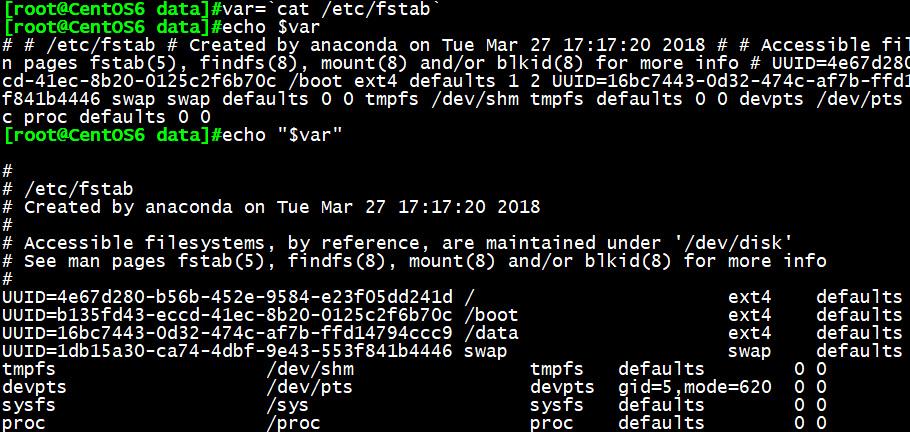 [root@CentOS6 data]#var=`cat /etc/fstab`
[root@CentOS6 data]#echo $var
# # /etc/fstab # Created by anaconda on Tue Mar 27 17:17:20 2018 # # Accessible fil
n pages fstab(5), findfs(8), mount(8) and/or blkid(8) for more info # UUID=4e67d280
cd-41ec-8b20-0125c2f6b70c /boot ext4 defaults 1 2 UUID=16bc7443-0d32-474c-af7b-ffd1
f841b4446 swap swap defaults 0 0 tmpfs /dev/shm tmpfs defaults 0 0 devpts /dev/pts
c proc defaults 0 0
[root@CentOS6 data]#echo "$var"
#
# /etc/fstab
# Created by anaconda on Tue Mar 27 17:17:20 2018
#
# Accessible filesystems, by reference, are maintained under '/dev/disk'
# See man pages fstab(5), findfs(8), mount(8) and/or blkid(8) for more info
#
UUID=4e67d280-b56b-452e-9584-e23f05dd241d / ext4 defaults
UUID=b135fd43-eccd-41ec-8b20-0125c2f6b70c /boot ext4 defaults
UUID=16bc7443-0d32-474c-af7b-ffd14794ccc9 /data ext4 defaults
UUID=1db15a30-ca74-4dbf-9e43-553f841b4446 swap swap defaults
tmpfs /dev/shm tmpfs defaults 0 0
devpts /dev/pts devpts gid=5,mode=620 0 0
sysfs /sys sysfs defaults 0 0
proc /proc proc defaults 0 0